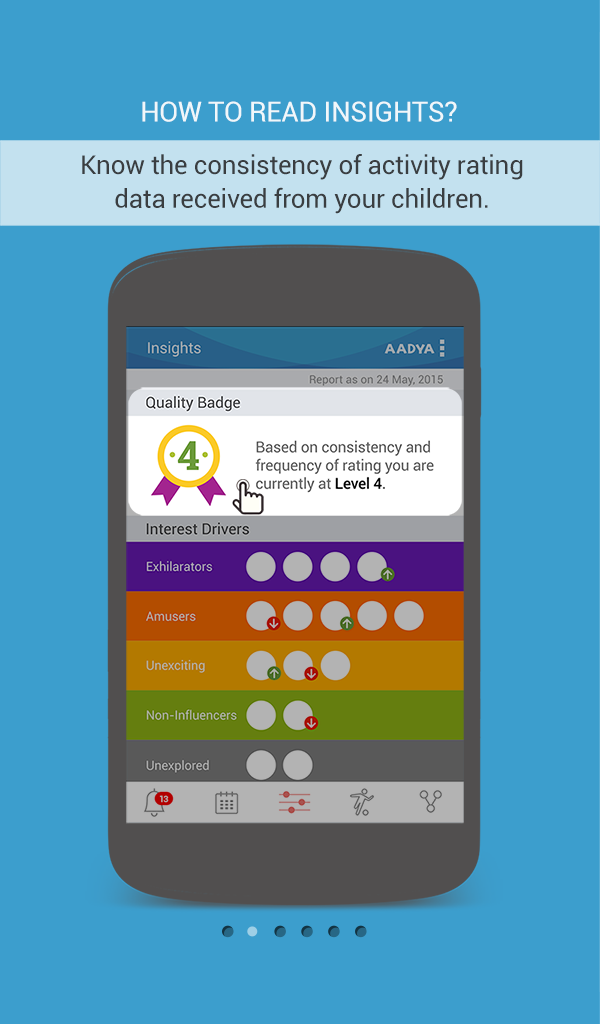 HOW TO READ INSIGHTS?
Know the consistency of activity rating
data received from your children.
Insights
AADYA
Report as on 24 May, 2015
Quality Badge
4
Based on consistency and
frequency of rating you are
currently at Level 4.
Interest Drivers
Exhilarators
Amusers
Unexciting
Non-Influencers
Unexplored
13